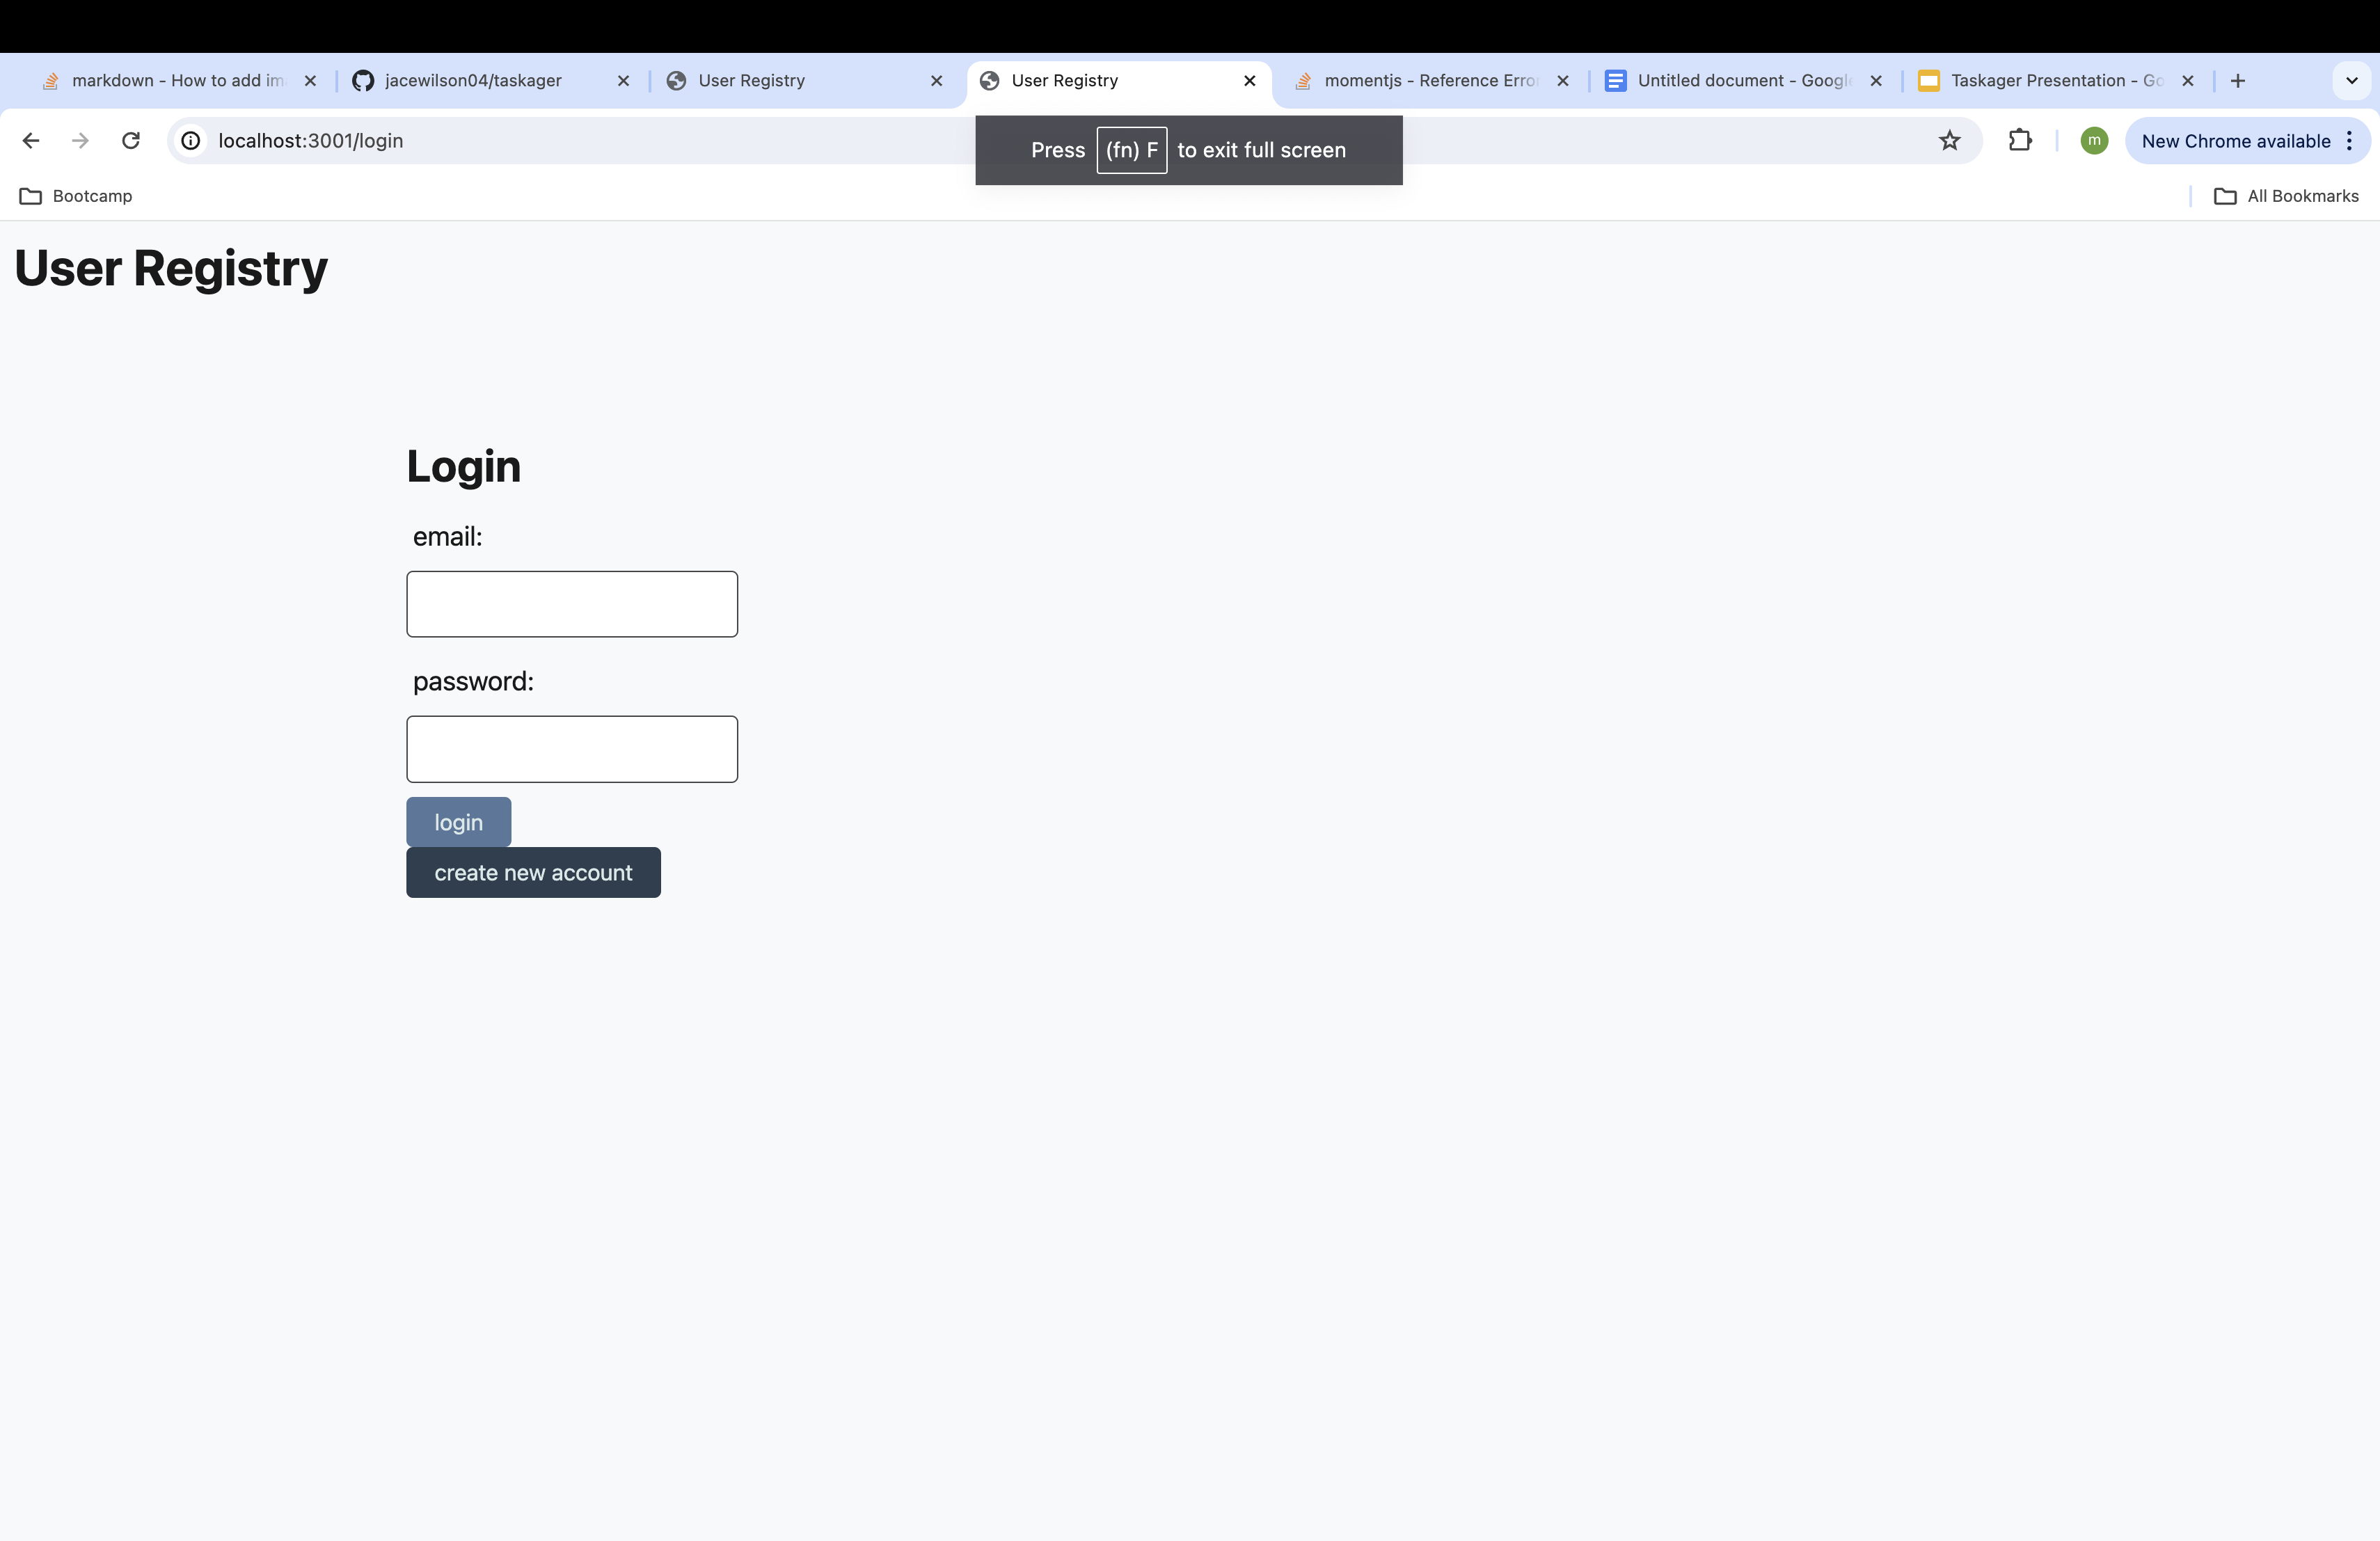 markdown - How to add im
jacewilson04/taskager
User Registry
User Registry
momentjs - Reference Erro
Untitled document - Googl
Taskager Presentation - Go
localhost:3001/login
Press (fn) F to exit full screen
m
New Chrome available
Bootcamp
All Bookmarks
User Registry
Login
email:
password:
login
create new account